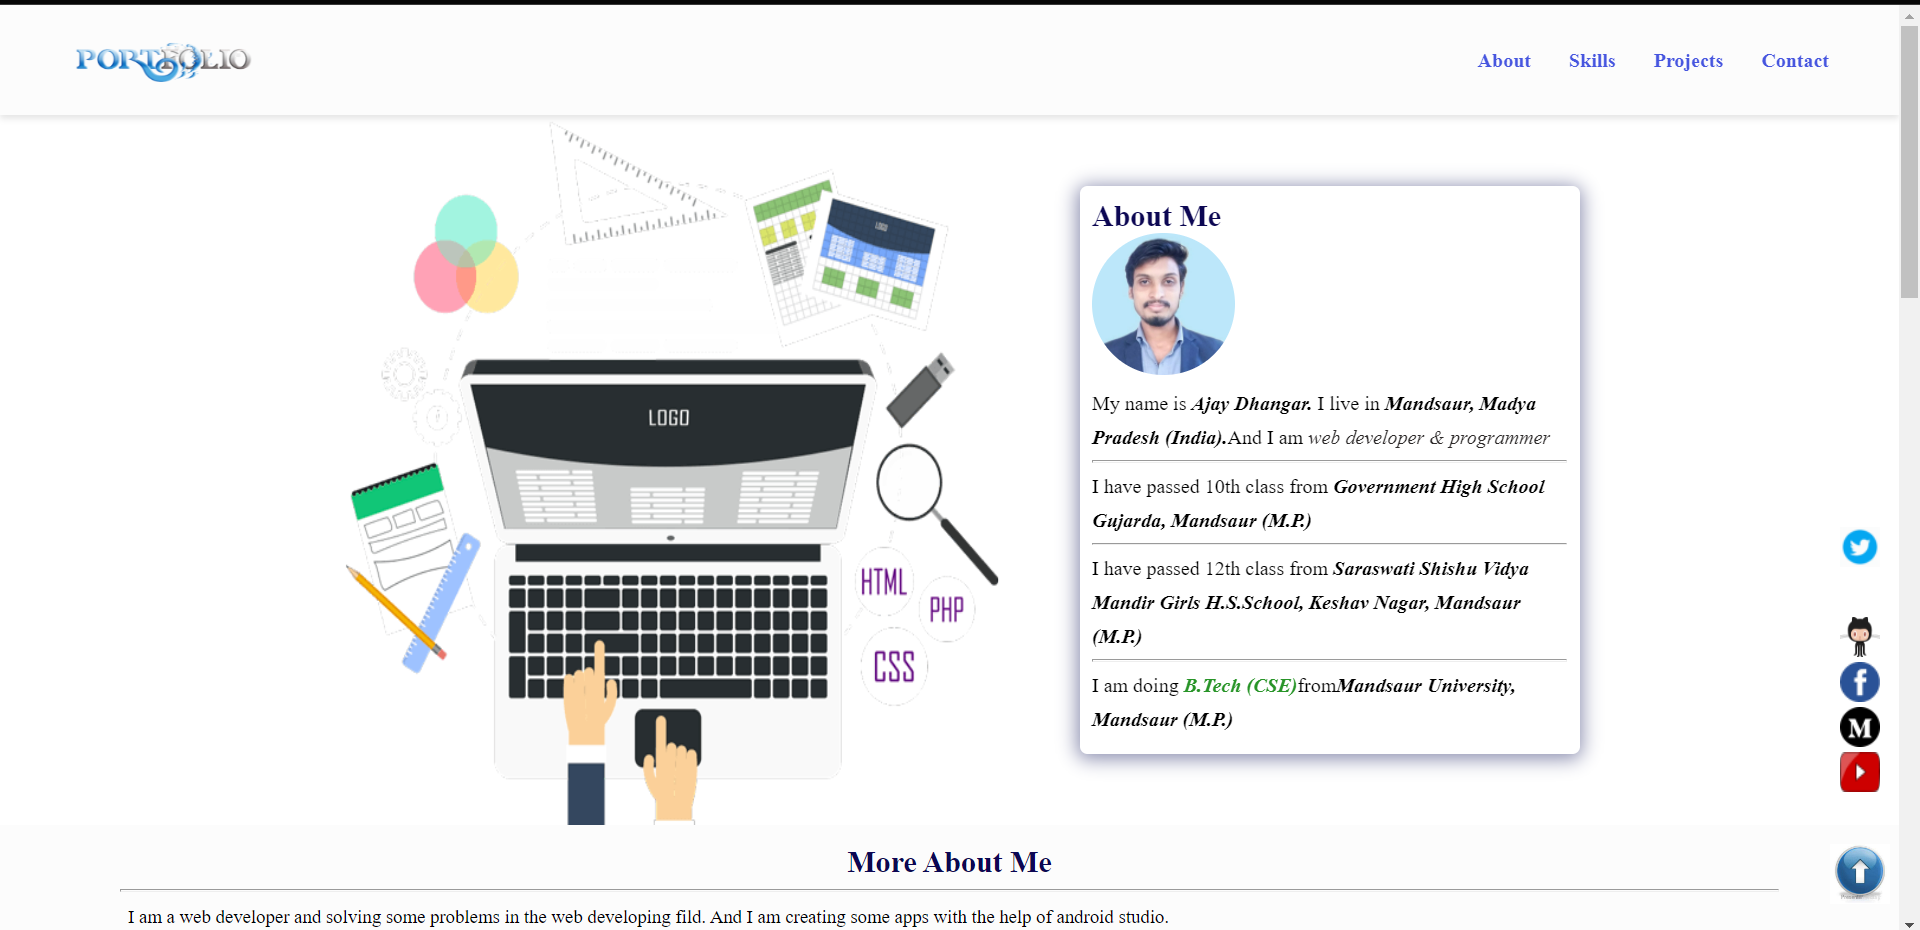 PORTFOLIO
About Skills Projects Contact
LOGO
LOGO
HTML
PHP
CSS
About Me
My name is Ajay Dhangar. I live in Mandsaur, Madya
Pradesh (India).And I am web developer & programmer
I have passed 10th class from Government High School
Gujarda, Mandsaur (M.P.)
I have passed 12th class from Saraswati Shishu Vidya
Mandir Girls H.S.School, Keshav Nagar, Mandsaur
(M.P.)
I am doing B.Tech (CSE)fromMandsaur University,
Mandsaur (M.P.)
M
More About Me
I am a web developer and solving some problems in the web developing fild. And I am creating some apps with the help of android studio.